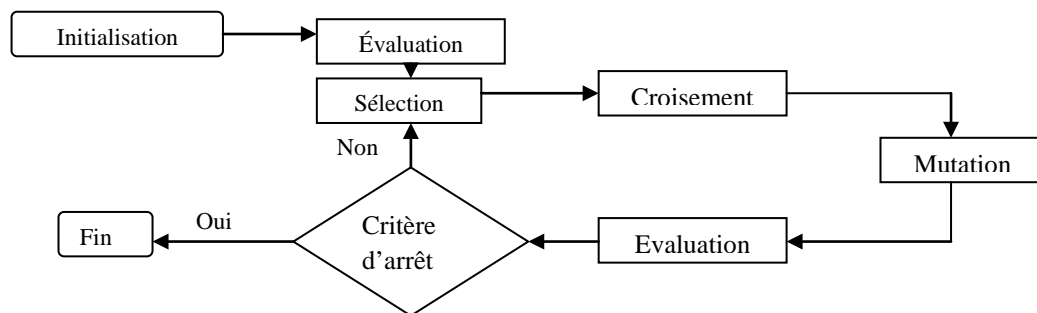 Initialisation
Évaluation
Sélection
Croisement
Non
Mutation
Fin
Oui
Critère
d'arrêt
Evaluation